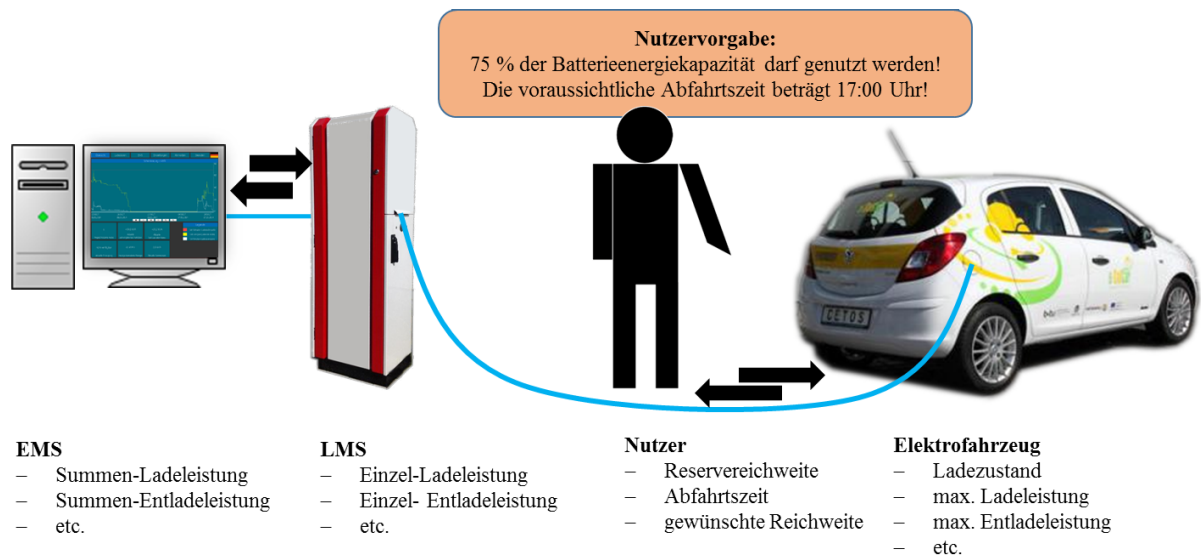 Nutzervorgabe:
75 % der Batterieenergiekapazität darf genutzt werden!
Die voraussichtliche Abfahrtszeit beträgt 17:00 Uhr!
CETOS
EMS
– Summen-Ladeleistung
– Summen-Entladeleistung
– etc.
LMS
– Einzel-Ladeleistung
– Einzel- Entladeleistung
– etc.
Nutzer
– Reservereichweite
– Abfahrtszeit
– gewünschte Reichweite
Elektrofahrzeug
– Ladezustand
– max. Ladeleistung
– max. Entladeleistung
– etc.